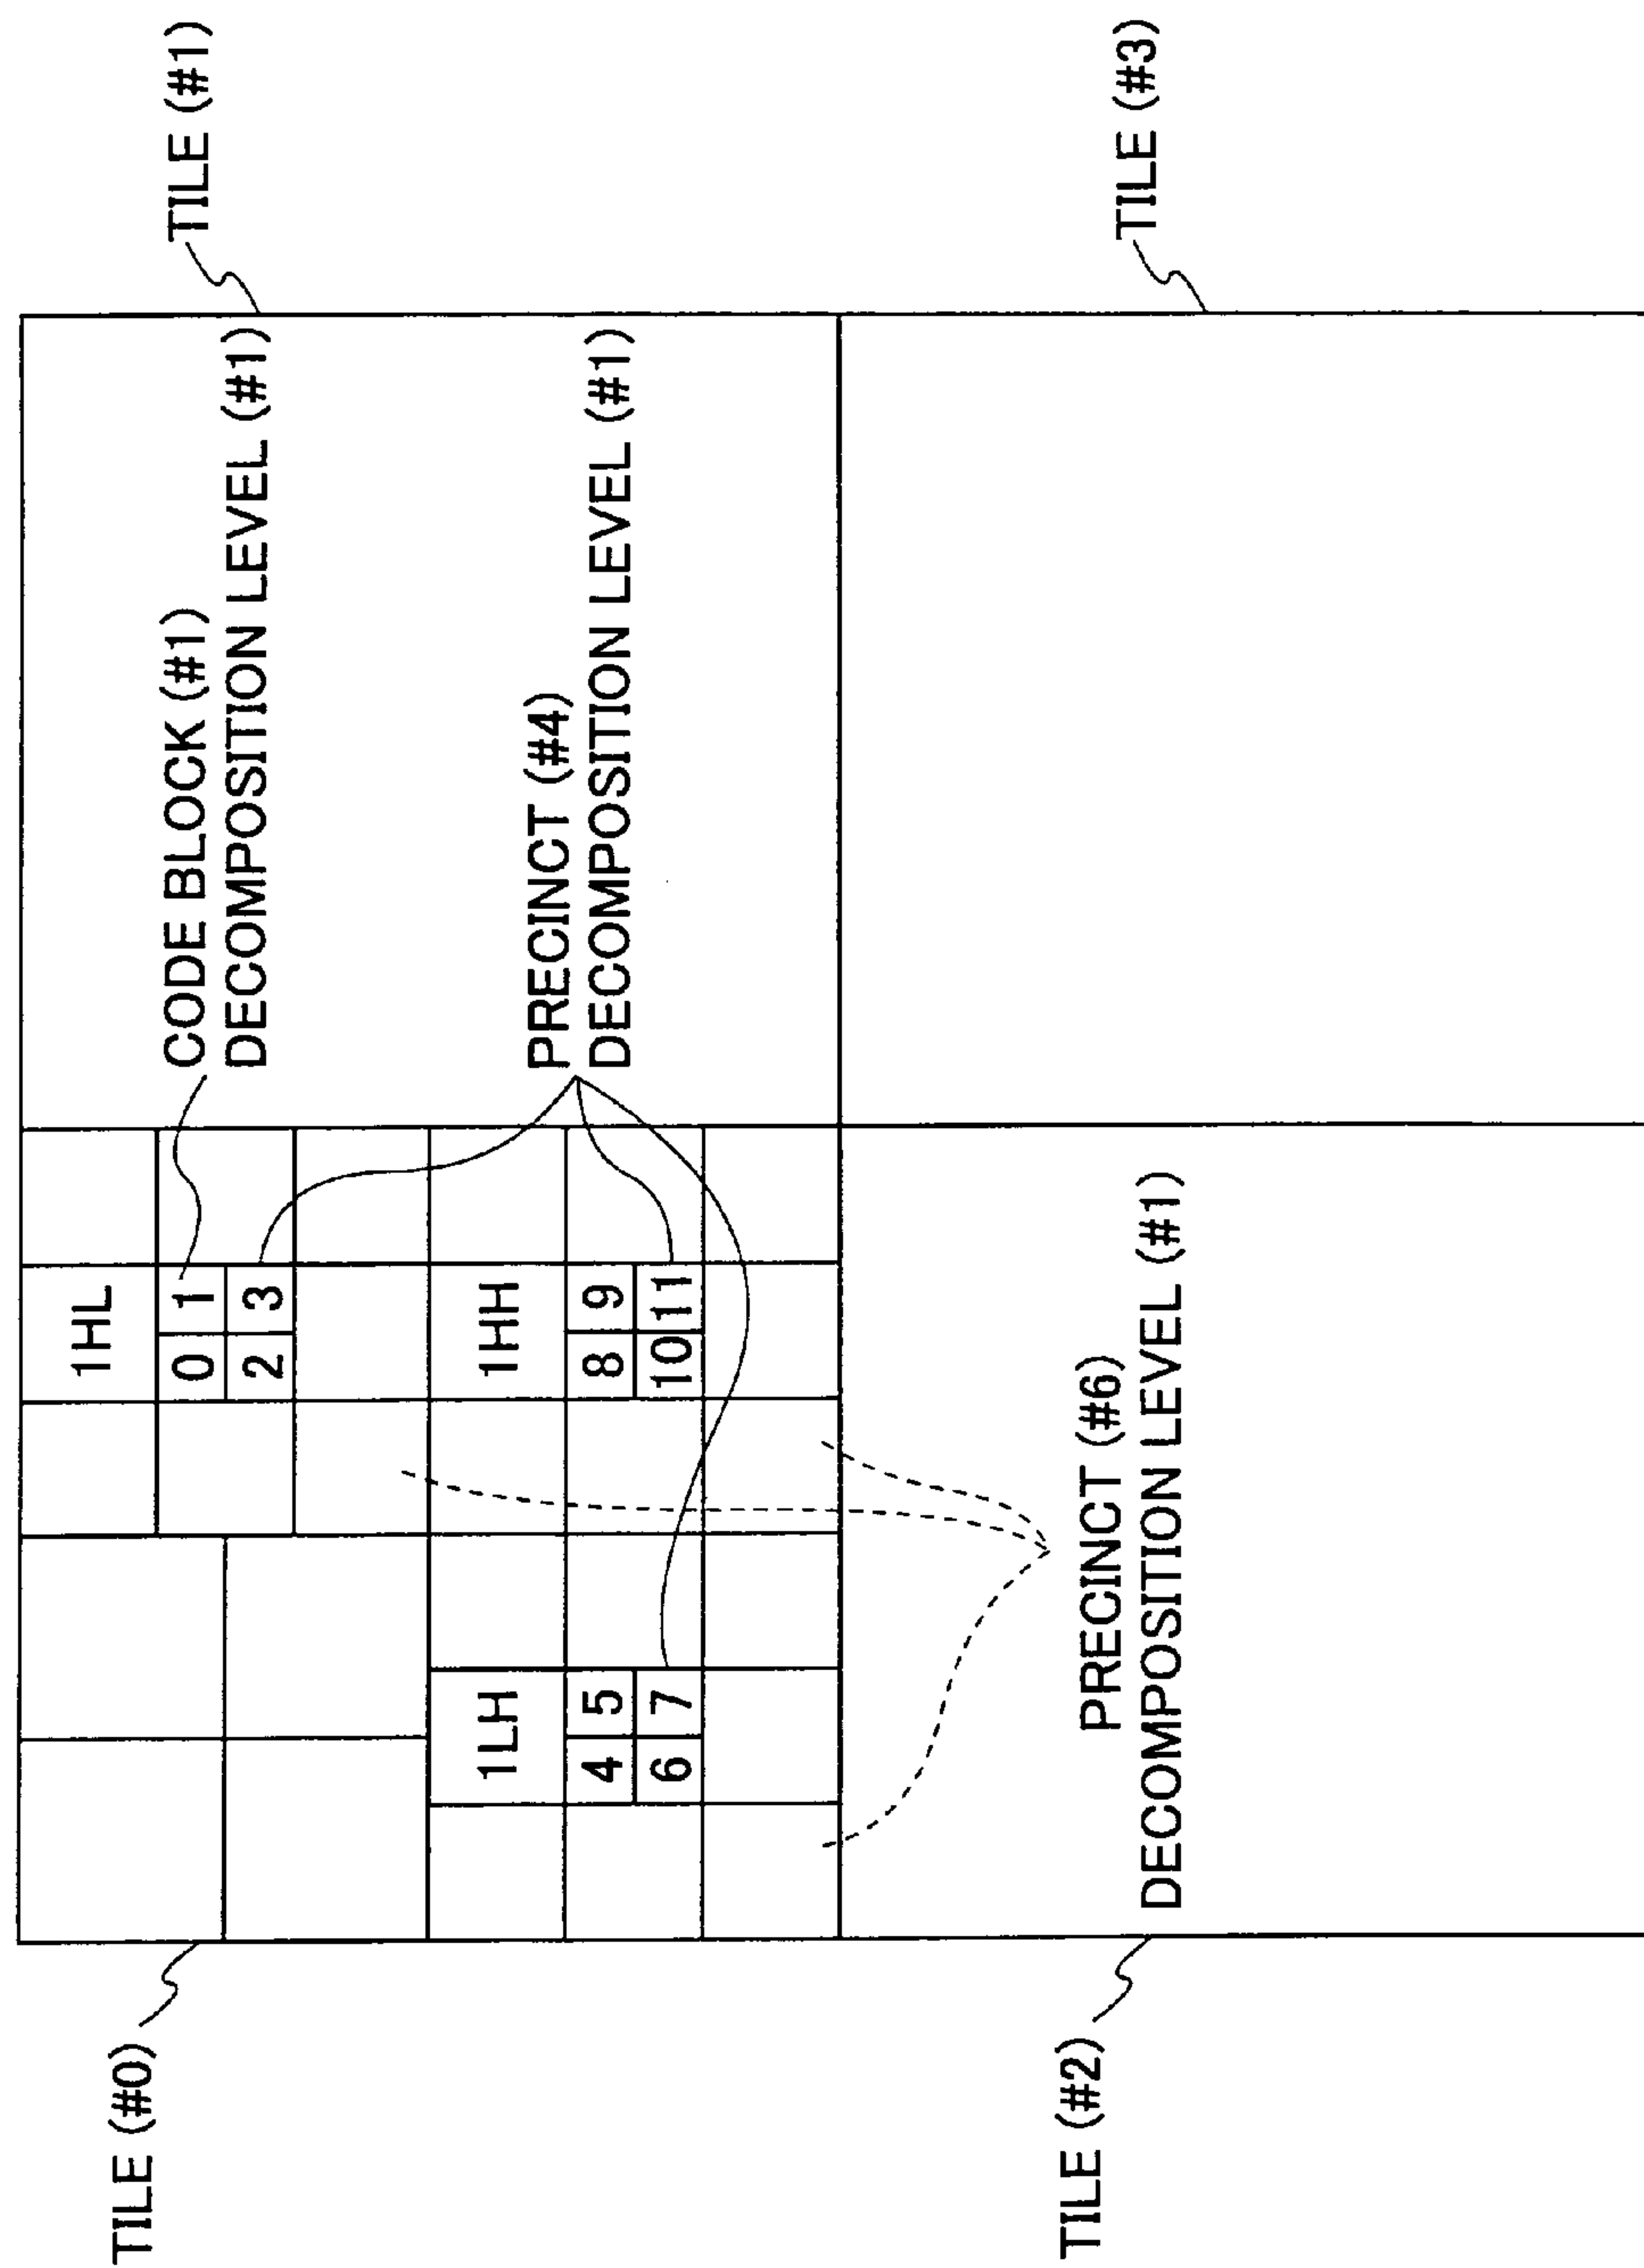 TILE (#0)
TILE (#1)
1HL
0 1
2 3
CODE BLOCK (#1)
DECOMPOSITION LEVEL (#1)
1LH
4 5
6 7
1HH
8 9
10 11
PRECINCT (#4)
DECOMPOSITION LEVEL (#1)
TILE (#2)
PRECINCT (#6)
DECOMPOSITION LEVEL (#1)
TILE (#3)